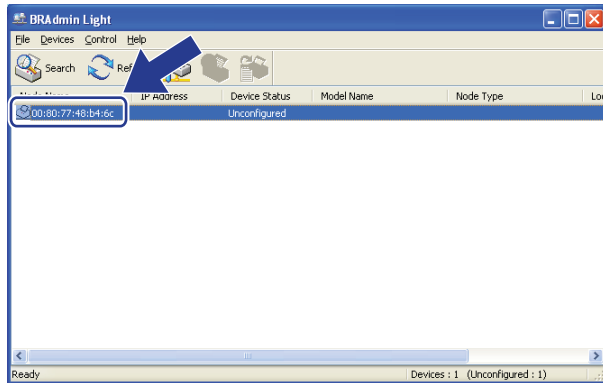 BRAdmin Light
File Devices Control Help
Search
IP Address Device Status Model Name Node Type
00:80:77:48:b4:6c Unconfigured
Ready Devices : 1 (Unconfigured : 1)